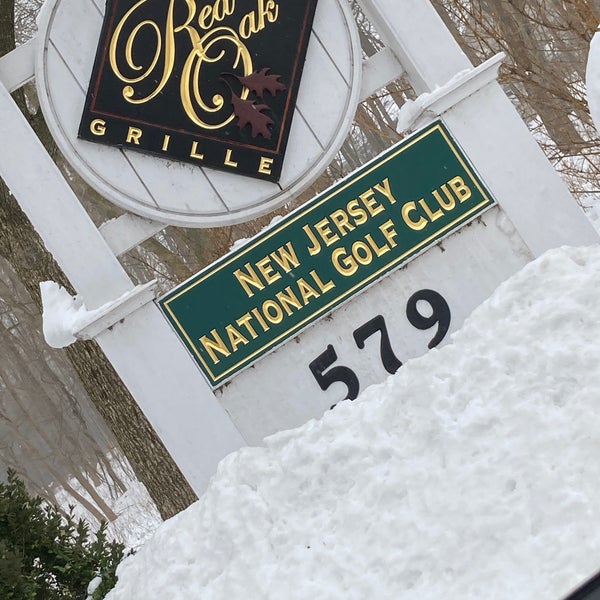 Red
Oak
GRILLE
NEW JERSEY
NATIONAL GOLF CLUB
579